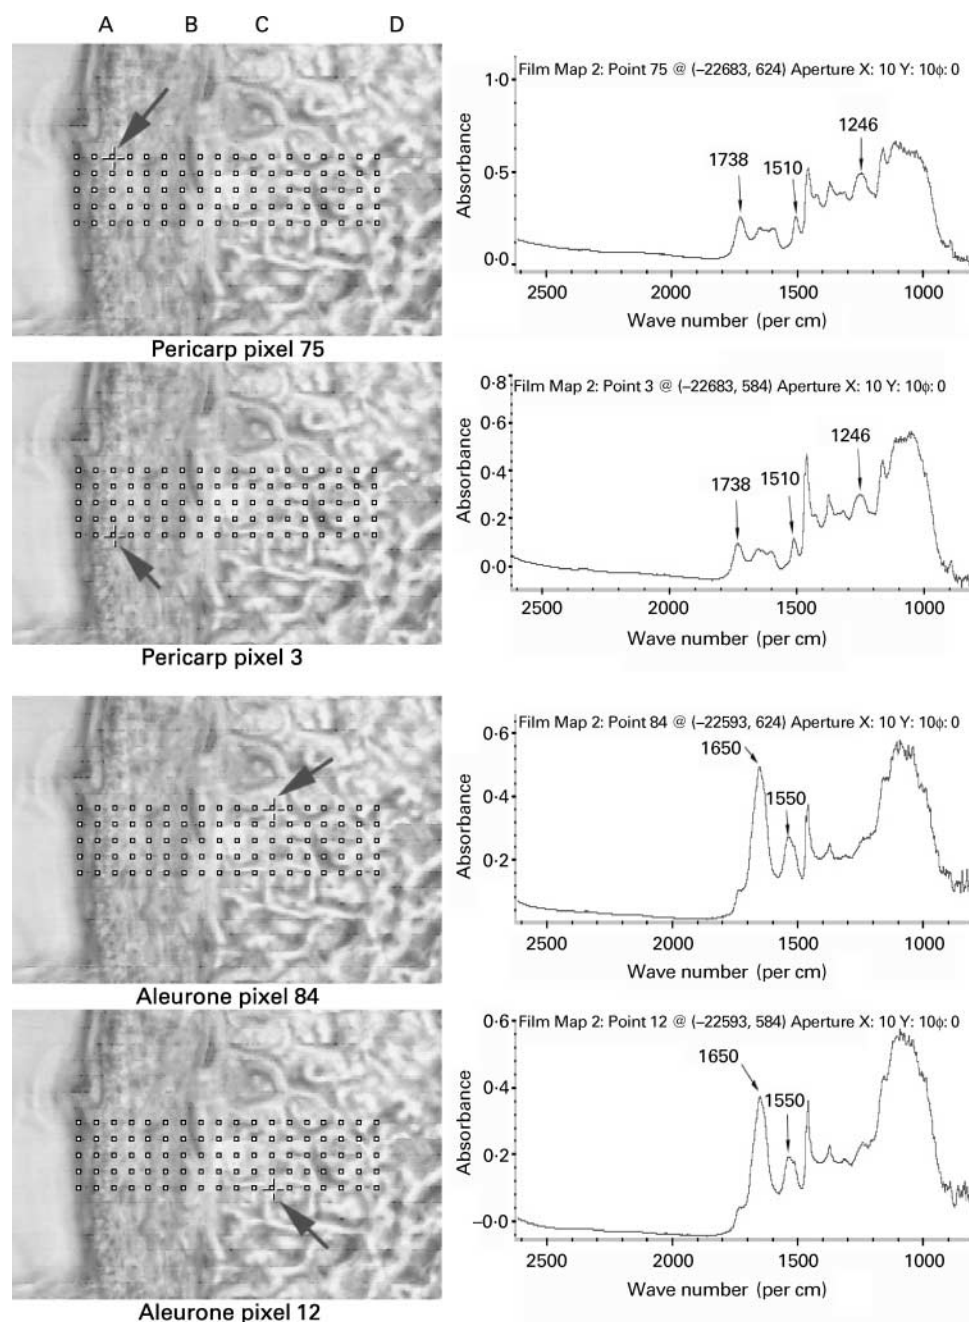 A B C D
Film Map 2: Point 75 @ (–22683, 624) Aperture X: 10 Y: 10ϕ: 0
1·0
0·5
0·0
Absorbance
1738
1510
1246
2500 2000 1500 1000
Wave number (per cm)
Pericarp pixel 75
Film Map 2: Point 3 @ (–22683, 584) Aperture X: 10 Y: 10ϕ: 0
0·8
0·6
0·4
0·2
0·0
Absorbance
1738
1510
1246
2500 2000 1500 1000
Wave number (per cm)
Pericarp pixel 3
Film Map 2: Point 84 @ (–22593, 624) Aperture X: 10 Y: 10ϕ: 0
0·6
0·4
0·2
Absorbance
1650
1550
2500 2000 1500 1000
Wave number (per cm)
Aleurone pixel 84
Film Map 2: Point 12 @ (–22593, 584) Aperture X: 10 Y: 10ϕ: 0
0·6
0·4
0·2
–0·0
Absorbance
1650
1550
2500 2000 1500 1000
Wave number (per cm)
Aleurone pixel 12